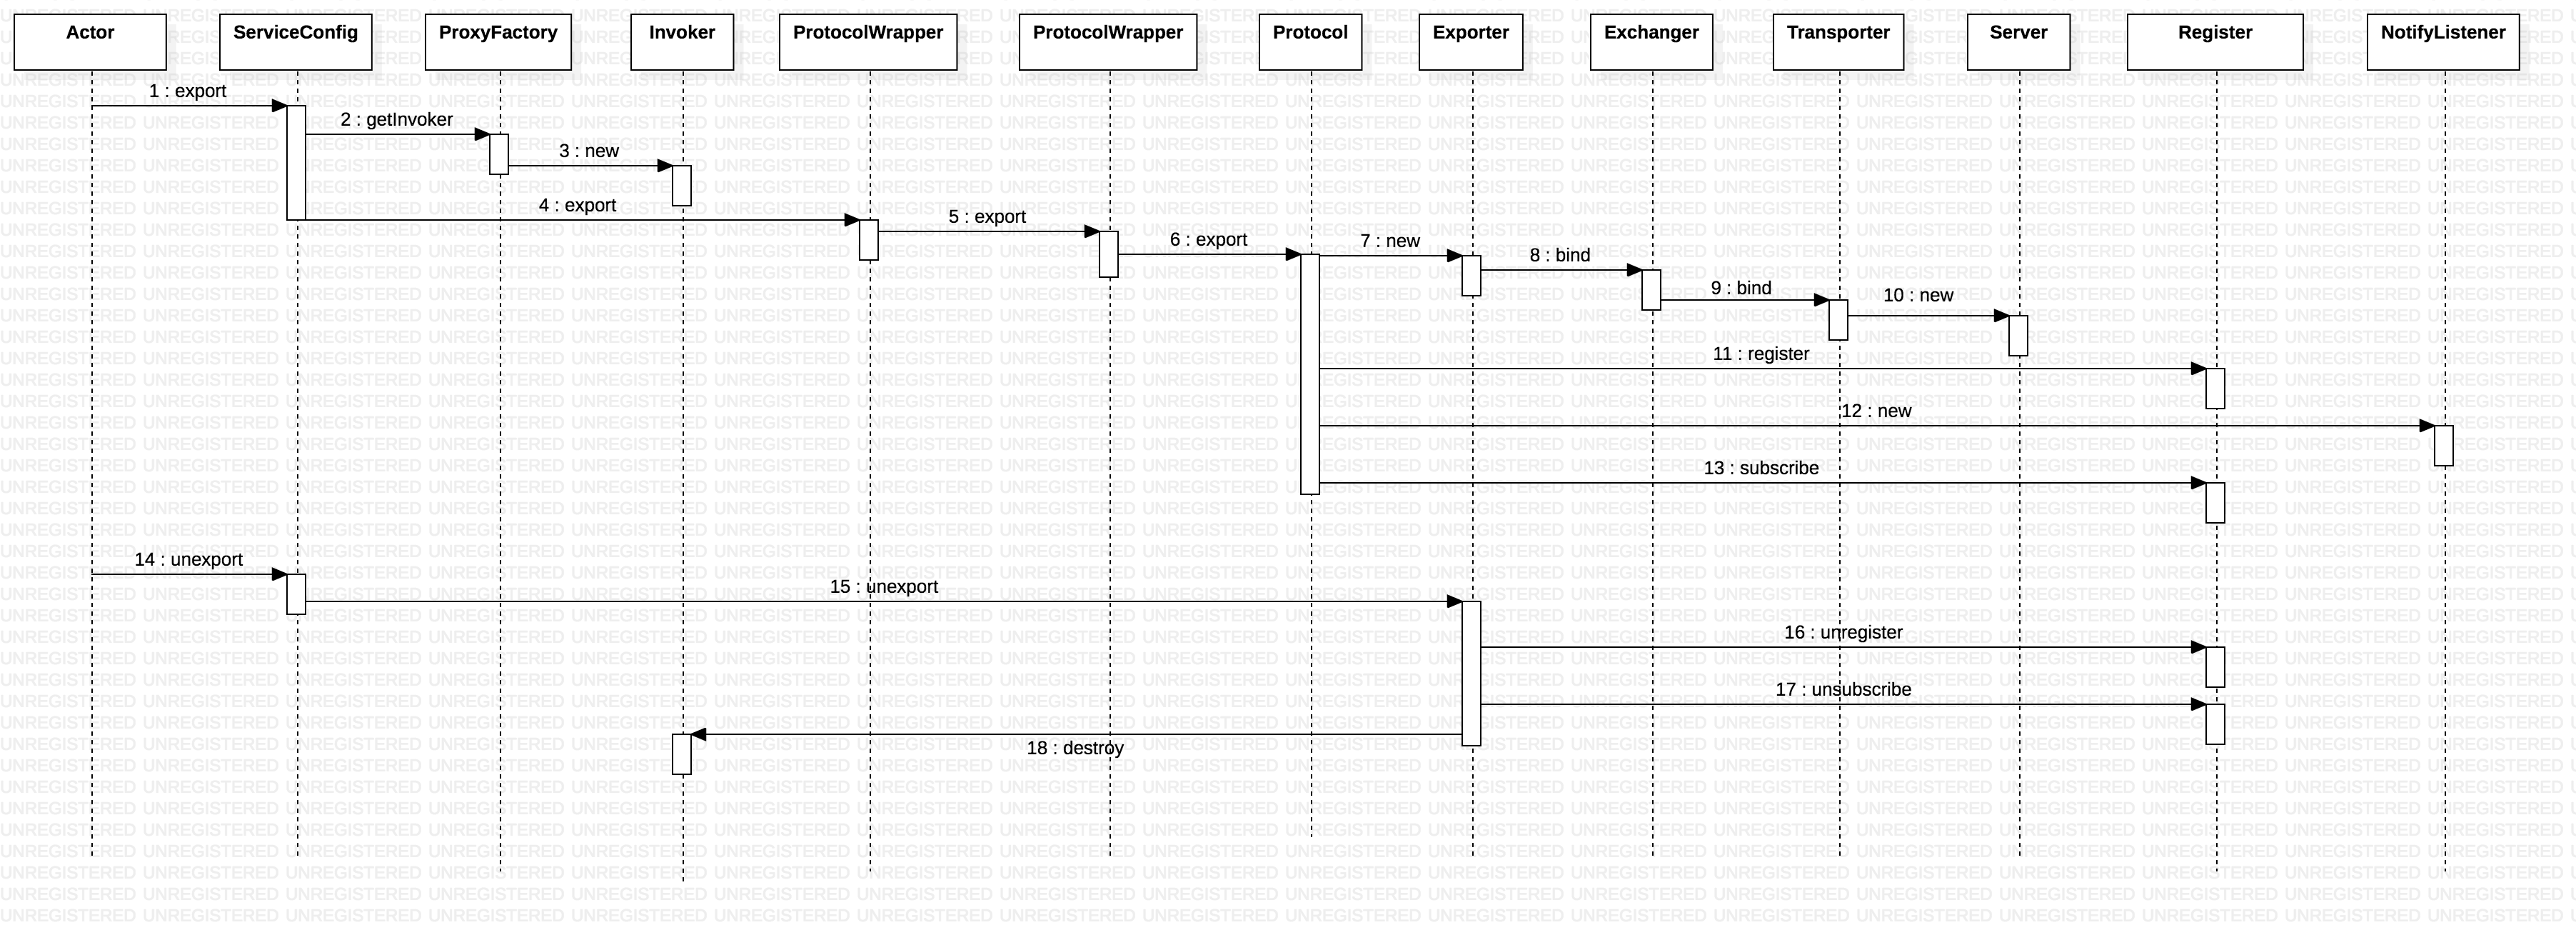 Actor
ServiceConfig
ProxyFactory
Invoker
ProtocolWrapper
ProtocolWrapper
Protocol
Exporter
Exchanger
Transporter
Server
Register
NotifyListener
1 : export
2 : getInvoker
3 : new
4 : export
5 : export
6 : export
7 : new
8 : bind
9 : bind
10 : new
11 : register
12 : new
13 : subscribe
14 : unexport
15 : unexport
16 : unregister
17 : unsubscribe
18 : destroy
UNREGISTERED